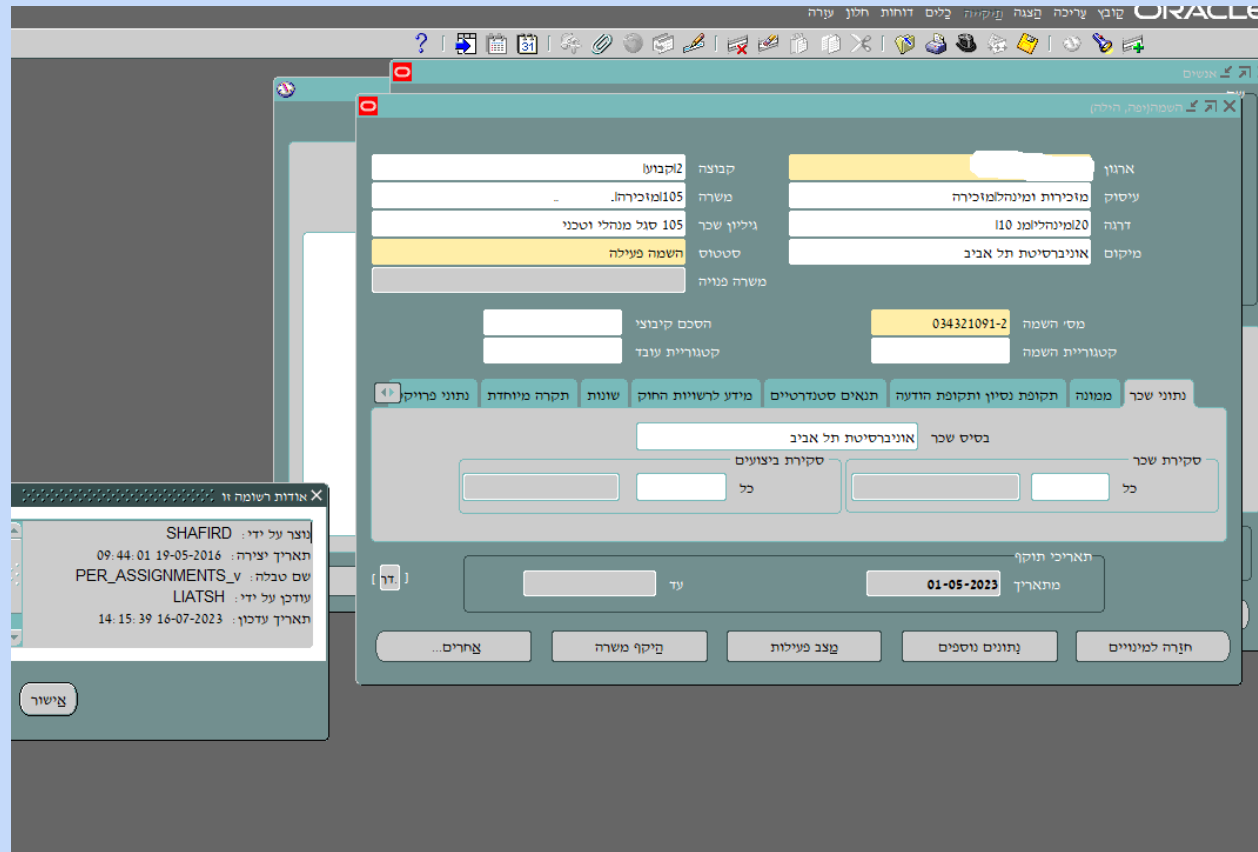 ORACLE קובץ עריכה הצגה תיקייה כלים דוחות חלון עזרה
אנשים
השמה(יפה, הילה)
ארגון
קבוצה 2|קבוע|
עיסוק מזכירות ומינהל|מזכירה
משרה 105|מזכירה|.
דרגה 20|מינהלי|מנ 10|
גיליון שכר 105 סגל מנהלי וטכני
מיקום אוניברסיטת תל אביב
סטטוס השמה פעילה
משרה פנויה
מס׳ השמה 034321091-2
הסכם קיבוצי
קטגוריית השמה
קטגוריית עובד
נתוני שכר ממונה תקופת נסיון ותקופת הודעה תנאים סטנדרטיים מידע לרשויות החוק שונות תקרה מיוחדת נתוני פרויק
בסיס שכר אוניברסיטת תל אביב
סקירת שכר
סקירת ביצועים
כל
כל
תאריכי תוקף
מתאריך 01-05-2023
עד
[ דר. ]
חזרה למינויים
נתונים נוספים
מצב פעילות
היקף משרה
אחרים...
אודות רשומה זו
נוצר על ידי: SHAFIRD
תאריך יצירה: 19-05-2016 09:44:01
שם טבלה: PER_ASSIGNMENTS_v
עודכן על ידי: LIATSH
תאריך עדכון: 16-07-2023 14:15:39
אישור